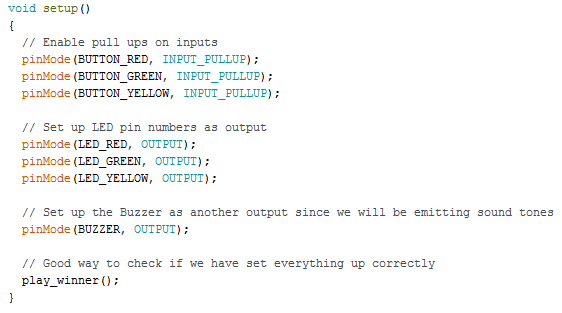 void setup()
{
  // Enable pull ups on inputs
  pinMode(BUTTON_RED, INPUT_PULLUP);
  pinMode(BUTTON_GREEN, INPUT_PULLUP);
  pinMode(BUTTON_YELLOW, INPUT_PULLUP);

  // Set up LED pin numbers as output
  pinMode(LED_RED, OUTPUT);
  pinMode(LED_GREEN, OUTPUT);
  pinMode(LED_YELLOW, OUTPUT);

  // Set up the Buzzer as another output since we will be emitting sound tones
  pinMode(BUZZER, OUTPUT);

  // Good way to check if we have set everything up correctly
  play_winner();
}